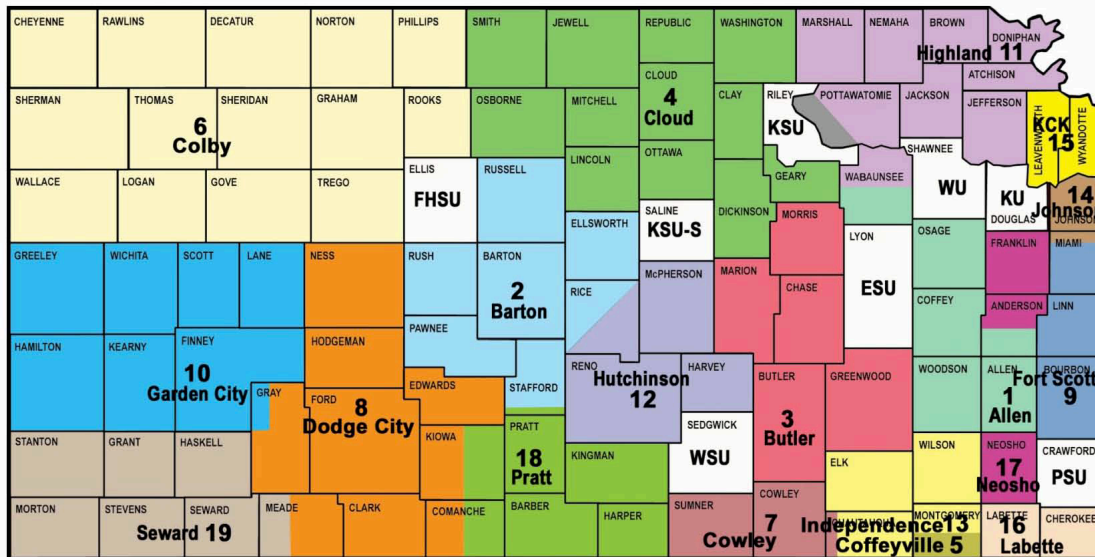 CHEYENNE RAWLINS DECATUR NORTON PHILLIPS SMITH JEWELL REPUBLIC WASHINGTON MARSHALL NEMAHA BROWN DONIPHAN
Highland 11
CLOUD ATCHISON
SHERMAN THOMAS SHERIDAN GRAHAM ROOKS OSBORNE MITCHELL CLAY RILEY POTTAWATOMIE JACKSON JEFFERSON LEAVENWORTH WYANDOTTE
6
Colby
4
Cloud
KSU
KCK
15
LINCOLN OTTAWA SHAWNEE
WALLACE LOGAN GOVE TREGO ELLIS RUSSELL GEARY WABAUNSEE
FHSU
WU
KU
14
Johnson
SALINE DICKINSON MORRIS DOUGLAS JOHNSON
KSU-S
ELLSWORTH LYON OSAGE
GREELEY WICHITA SCOTT LANE NESS RUSH BARTON McPHERSON MARION CHASE FRANKLIN MIAMI
2
Barton
ESU
RICE COFFEY ANDERSON LINN
HAMILTON KEARNY FINNEY HODGEMAN PAWNEE
10
Garden City
STAFFORD RENO HARVEY BUTLER GREENWOOD WOODSON ALLEN BOURBON
Hutchinson
12
1
Allen
Fort Scott
9
GRAY FORD EDWARDS
8
Dodge City
3
Butler
STANTON GRANT HASKELL KIOWA PRATT KINGMAN SEDGWICK ELK WILSON NEOSHO CRAWFORD
18
Pratt
WSU
17
Neosho
PSU
MORTON STEVENS SEWARD MEADE CLARK COMANCHE BARBER HARPER SUMNER COWLEY CHAUTAUQUA MONTGOMERY LABETTE CHEROKEE
Seward 19
Cowley
7
Independence 13
Coffeyville 5
16
Labette